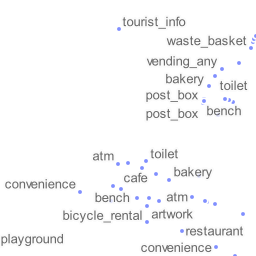 tourist_info
waste_basket
vending_any
bakery
toilet
post_box
post_box
bench
atm
toilet
cafe
bakery
convenience
bench
atm
bicycle_rental
artwork
restaurant
playground
convenience